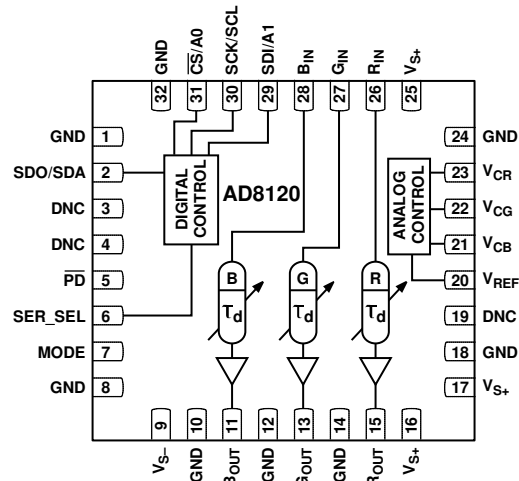 GND
CS/A0
SCK/SCL
SDI/A1
BIN
GIN
RIN
VS+
32
31
30
29
28
27
26
25
GND 1
SDO/SDA 2
DNC 3
DNC 4
PD 5
SER_SEL 6
MODE 7
GND 8
DIGITAL
CONTROL
AD8120
ANALOG
CONTROL
B
τd
G
τd
R
τd
24 GND
23 VCR
22 VCG
21 VCB
20 VREF
19 DNC
18 GND
17 VS+
9
10
11
12
13
14
15
16
VS–
GND
BOUT
GND
GOUT
GND
ROUT
VS+